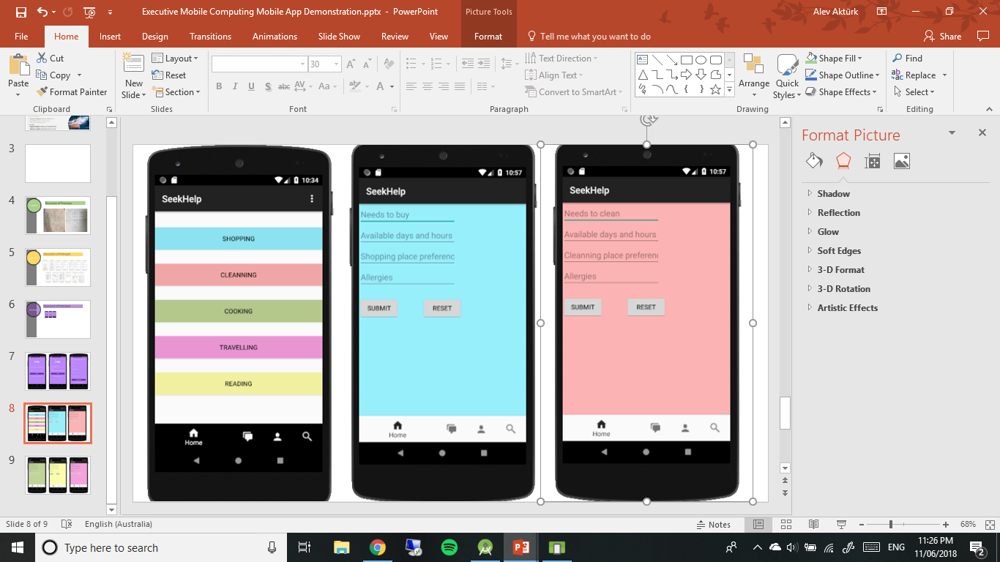 Executive Mobile Computing Mobile App Demonstration.pptx - PowerPoint
Picture Tools
Alev Aktürk
File
Home
Insert
Design
Transitions
Animations
Slide Show
Review
View
Format
Tell me what you want to do
Share
Paste
Cut
Copy
Format Painter
Clipboard
New
Slide
Layout
Reset
Section
Slides
30
B I U S abc AV Aa A
Font
Text Direction
Align Text
Convert to SmartArt
Paragraph
Arrange
Quick
Styles
Shape Fill
Shape Outline
Shape Effects
Drawing
Find
Replace
Select
Editing
3
4
5
6
7
8
9
10:34
SeekHelp
SHOPPING
CLEANNING
COOKING
TRAVELLING
READING
Home
10:57
SeekHelp
Needs to buy
Available days and hours
Shopping place preferenc
Allergies
SUBMIT
RESET
Home
10:57
SeekHelp
Needs to clean
Available days and hours
Cleanning place preferenc
Allergies
SUBMIT
RESET
Home
Format Picture
Shadow
Reflection
Glow
Soft Edges
3-D Format
3-D Rotation
Artistic Effects
Slide 8 of 9
English (Australia)
Notes
68%
Type here to search
ENG
11:26 PM
11/06/2018
2